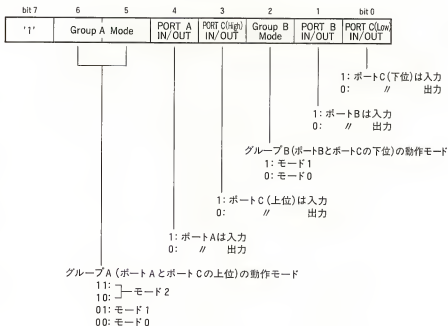 bit 7 6 5 4 3 2 1 bit 0
'1' Group A Mode PORT A IN/OUT PORT C(High) IN/OUT Group B Mode PORT B IN/OUT PORT C(Low) IN/OUT
1: ポートC(下位)は入力
0: 〃 出力
1: ポートBは入力
0: 〃 出力
グループB(ポートBとポートCの下位)の動作モード
1: モード1
0: モード0
1: ポートC(上位)は入力
0: 〃 出力
1: ポートAは入力
0: 〃 出力
グループA(ポートAとポートCの上位)の動作モード
11:
10: モード2
01: モード1
00: モード0